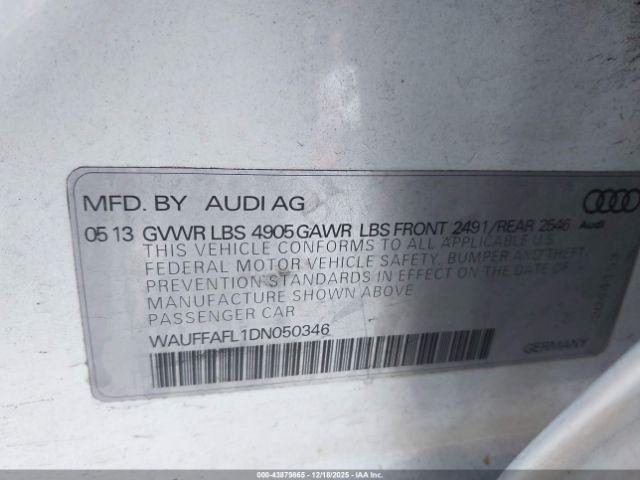 MFD. BY AUDI AG
05 13 GVWR LBS 4905 GAWR LBS FRONT 2491/REAR 2546
Audi
THIS VEHICLE CONFORMS TO ALL APPLICABLE U.S.
FEDERAL MOTOR VEHICLE SAFETY, BUMPER AND THEFT
PREVENTION STANDARDS IN EFFECT ON THE DATE OF
MANUFACTURE SHOWN ABOVE
PASSENGER CAR
WAUFFAFL1DN050346
GERMANY
000-43879865 | 12/18/2025 | IAA Inc.